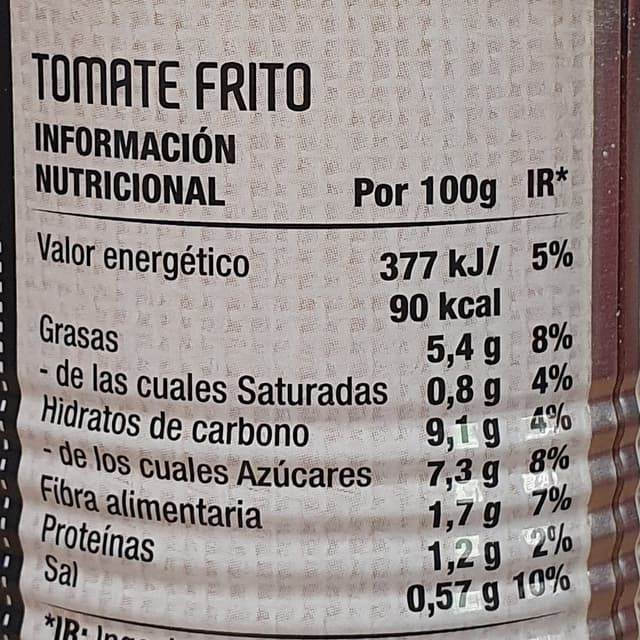 TOMATE FRITO
INFORMACIÓN
NUTRICIONAL Por 100g IR*
Valor energético 377 kJ/ 5%
90 kcal
Grasas 5,4 g 8%
- de las cuales Saturadas 0,8 g 4%
Hidratos de carbono 9,1 g 4%
- de los cuales Azúcares 7,3 g 8%
Fibra alimentaria 1,7 g 7%
Proteínas 1,2 g 2%
Sal 0,57 g 10%
*IR: